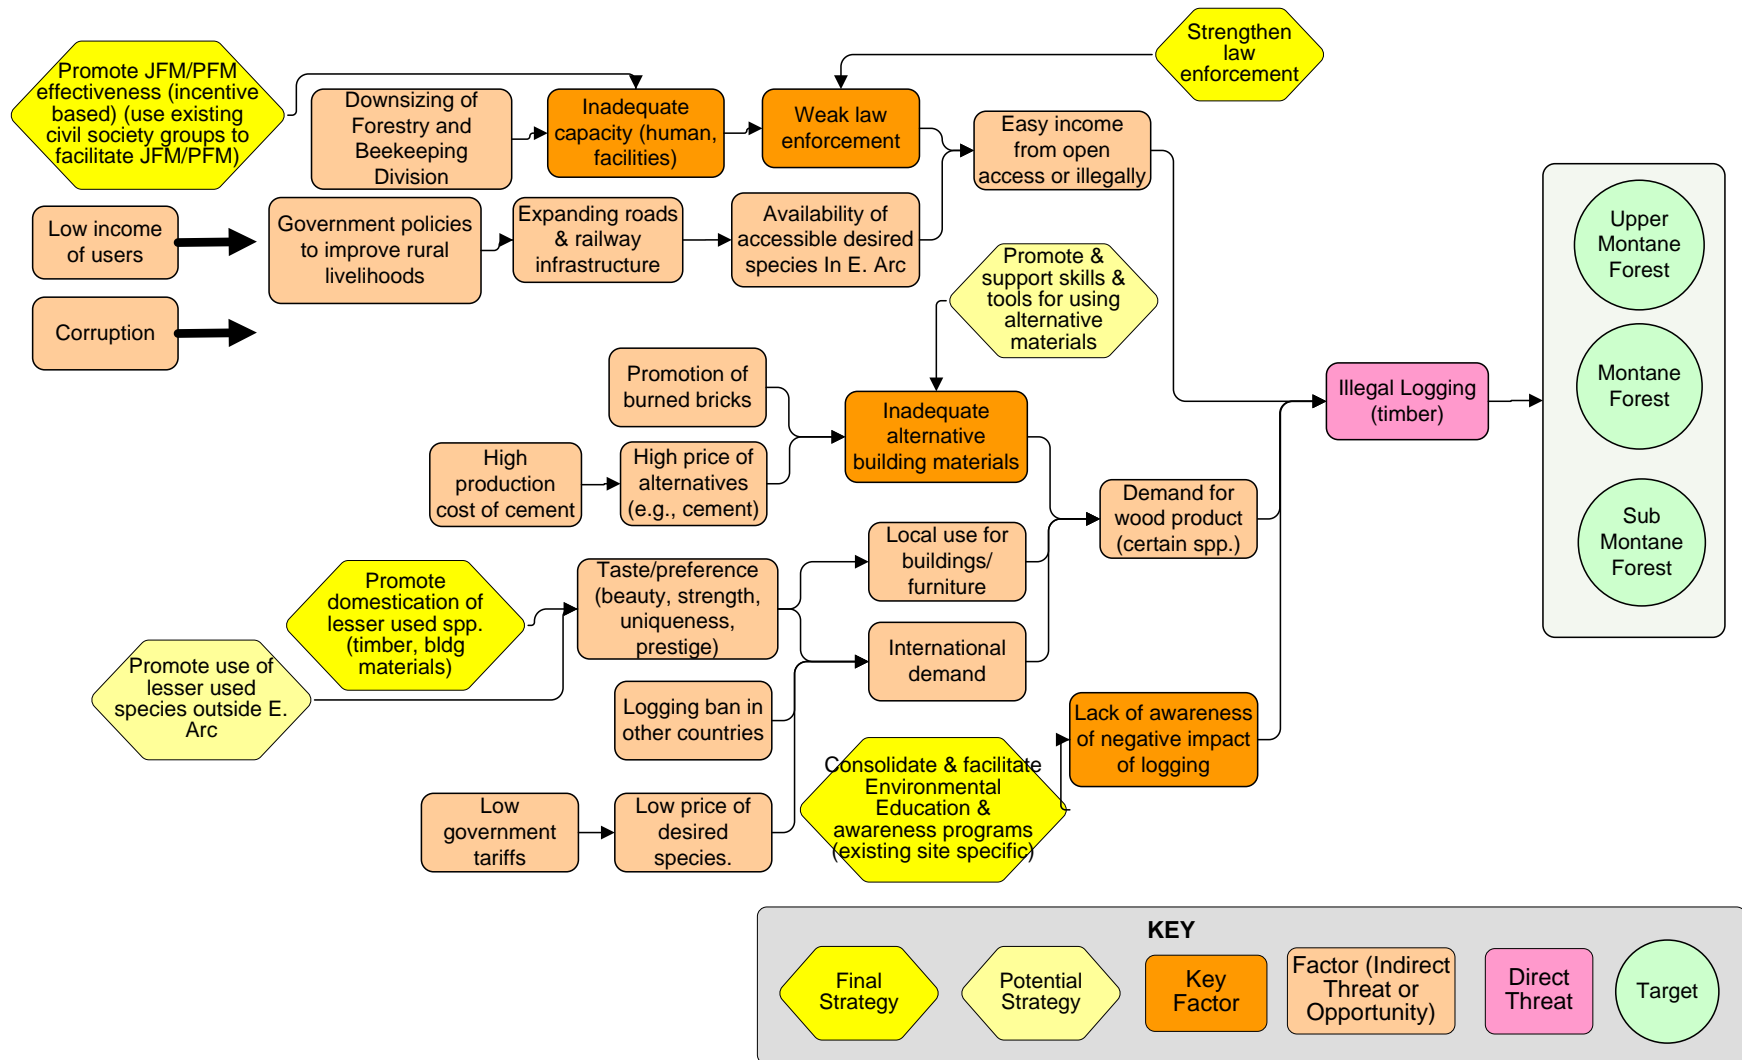 Strengthen
law
enforcement
Promote JFM/PFM
effectiveness (incentive
based) (use existing
civil society groups to
facilitate JFM/PFM)
Downsizing of
Forestry and
Beekeeping
Division
Inadequate
capacity (human,
facilities)
Weak law
enforcement
Easy income
from open
access or illegally
Low income
of users
Government policies
to improve rural
livelihoods
Expanding roads
& railway
infrastructure
Availability of
accessible desired
species In E. Arc
Corruption
Promote &
support skills &
tools for using
alternative
materials
Upper
Montane
Forest
Montane
Forest
Sub
Montane
Forest
Illegal Logging
(timber)
Promotion of
burned bricks
Inadequate
alternative
building materials
High
production
cost of cement
High price of
alternatives
(e.g., cement)
Demand for
wood product
(certain spp.)
Local use for
buildings/
furniture
Taste/preference
(beauty, strength,
uniqueness,
prestige)
Promote
domestication of
lesser used spp.
(timber, bldg
materials)
Promote use of
lesser used
species outside E.
Arc
International
demand
Logging ban in
other countries
Lack of awareness
of negative impact
of logging
Consolidate & facilitate
Environmental
Education &
awareness programs
(existing site specific)
Low
government
tariffs
Low price of
desired
species.
KEY
Final
Strategy
Potential
Strategy
Key
Factor
Factor (Indirect
Threat or
Opportunity)
Direct
Threat
Target